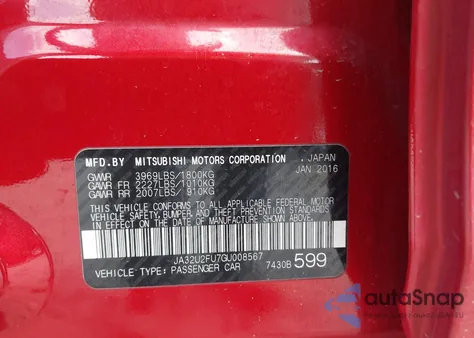 MFD.BY MITSUBISHI MOTORS CORPORATION , JAPAN
GVWR 3969LBS/1800KG JAN 2016
GAWR FR 2227LBS/1010KG
GAWR RR 2007LBS/ 910KG
THIS VEHICLE CONFORMS TO ALL APPLICABLE FEDERAL MOTOR
VEHICLE SAFETY, BUMPER, AND THEFT PREVENTION STANDARDS
IN EFFECT ON THE DATE OF MANUFACTURE SHOWN ABOVE.
JA32U2FU7GU008567
VEHICLE TYPE: PASSENGER CAR 7430B 599
autoSnap